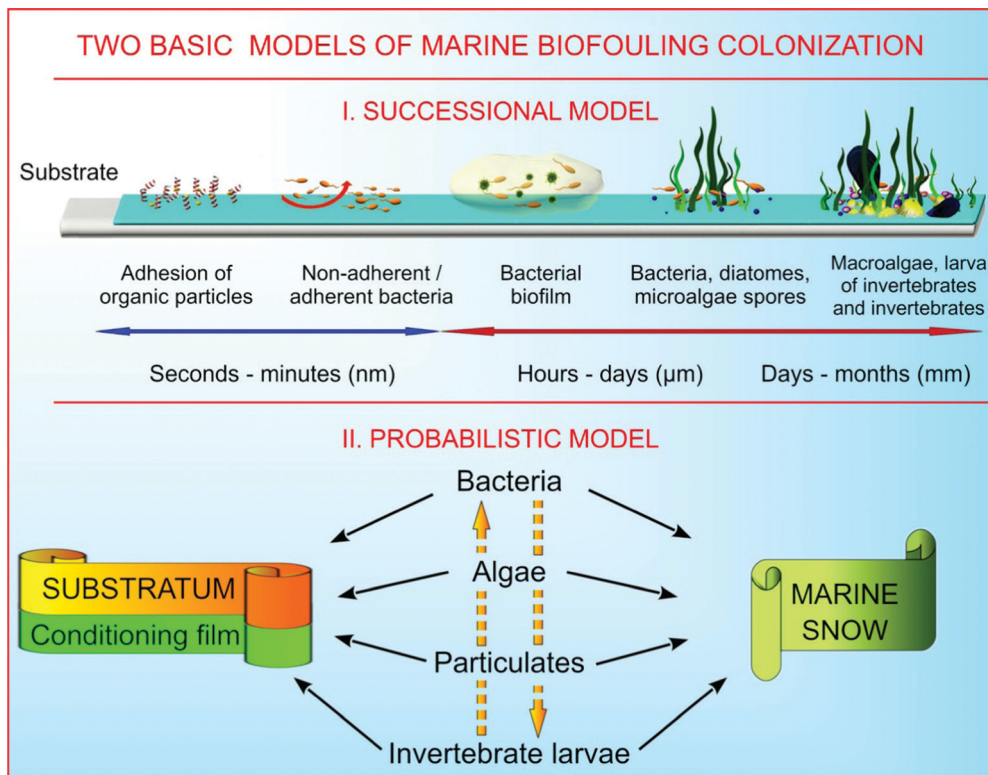 TWO BASIC MODELS OF MARINE BIOFOULING COLONIZATION
I. SUCCESSIONAL MODEL
Substrate
Adhesion of
organic particles
Non-adherent /
adherent bacteria
Bacterial
biofilm
Bacteria, diatomes,
microalgae spores
Macroalgae, larva
of invertebrates
and invertebrates
Seconds - minutes (nm)
Hours - days (µm)
Days - months (mm)
II. PROBABILISTIC MODEL
Bacteria
Algae
Particulates
Invertebrate larvae
SUBSTRATUM
Conditioning film
MARINE
SNOW